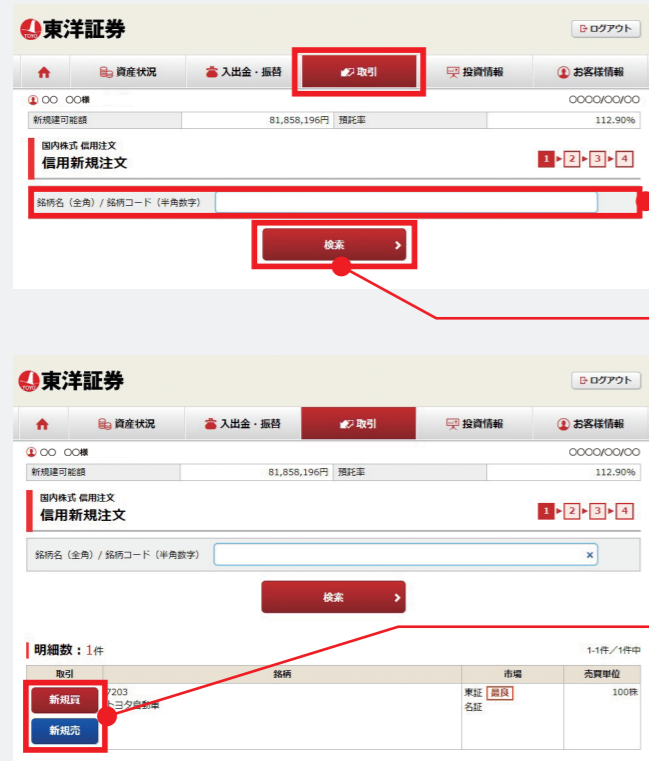 TOYO 東洋証券 ログアウト
資産状況 入出金・振替 取引 投資情報 お客様情報
〇〇 〇〇様 〇〇〇〇/〇〇/〇〇
新規建可能額 81,858,196円 預託率 112.90%
国内株式 信用注文
信用新規注文 1 2 3 4
銘柄名（全角）/ 銘柄コード（半角数字）
検索
TOYO 東洋証券 ログアウト
資産状況 入出金・振替 取引 投資情報 お客様情報
〇〇 〇〇様 〇〇〇〇/〇〇/〇〇
新規建可能額 81,858,196円 預託率 112.90%
国内株式 信用注文
信用新規注文 1 2 3 4
銘柄名（全角）/ 銘柄コード（半角数字） ×
検索
明細数：1件 1-1件／1件中
取引 銘柄 市場 売買単位
新規買 7203 東証 最良 100株
トヨタ自動車 名証
新規売